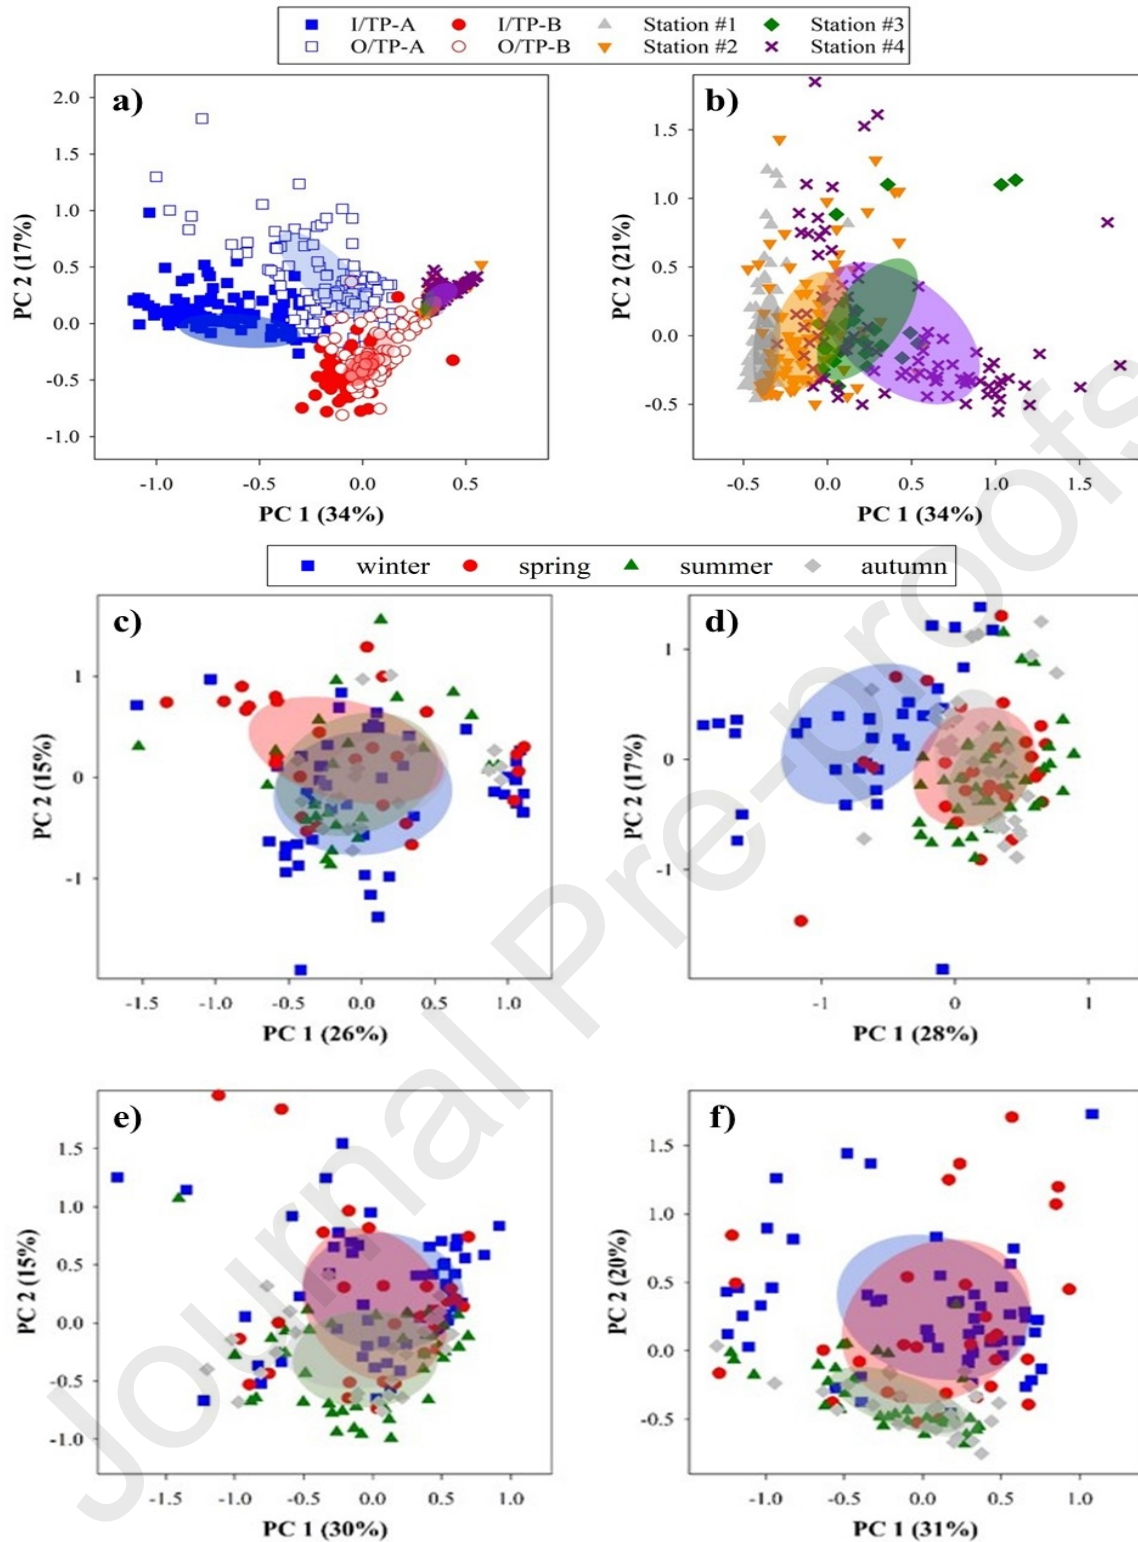 I/TP-A I/TP-B Station #1 Station #3
O/TP-A O/TP-B Station #2 Station #4
a) b)
2.0
1.5
1.0
0.5
0.0
-0.5
-1.0
PC 2 (17%)
-1.0 -0.5 0.0 0.5
PC 1 (34%)
1.5
1.0
0.5
0.0
-0.5
PC 2 (21%)
-0.5 0.0 0.5 1.0 1.5
PC 1 (34%)
winter spring summer autumn
c) d)
1
0
-1
PC 2 (15%)
-1.5 -1.0 -0.5 0.0 0.5 1.0
PC 1 (26%)
1
0
-1
PC 2 (17%)
-1 0 1
PC 1 (28%)
e) f)
1.5
1.0
0.5
0.0
-0.5
-1.0
PC 2 (15%)
-1.5 -1.0 -0.5 0.0 0.5 1.0
PC 1 (30%)
1.5
1.0
0.5
0.0
-0.5
PC 2 (20%)
-1.0 -0.5 0.0 0.5 1.0
PC 1 (31%)
Journal Pre-proofs